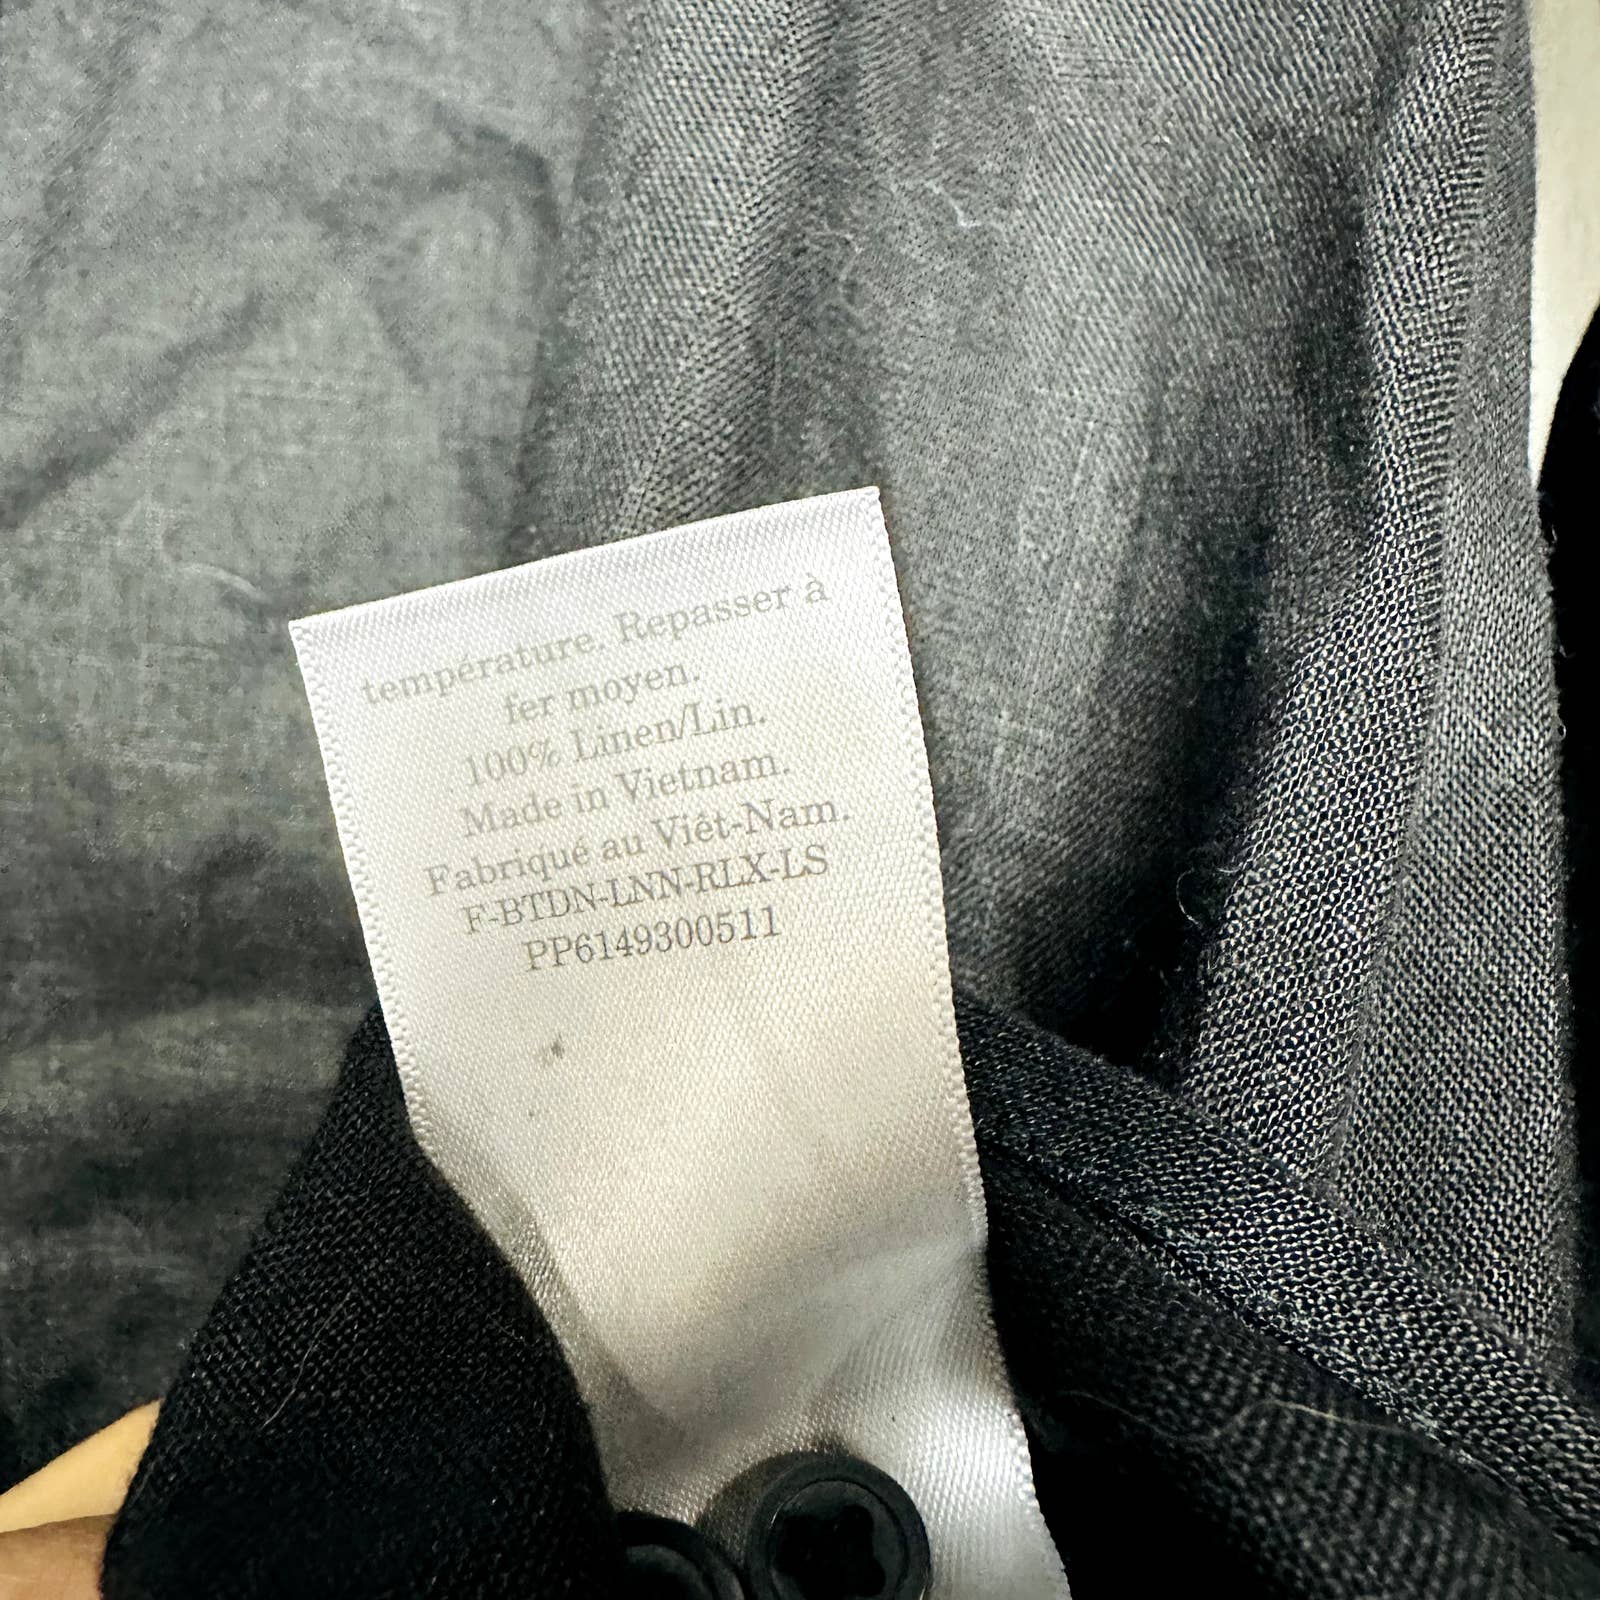 température. Repasser à
fer moyen.
100% Linen/Lin.
Made in Vietnam.
Fabriqué au Viêt-Nam.
F-BTDN-LNN-RLX-LS
PP6149300511